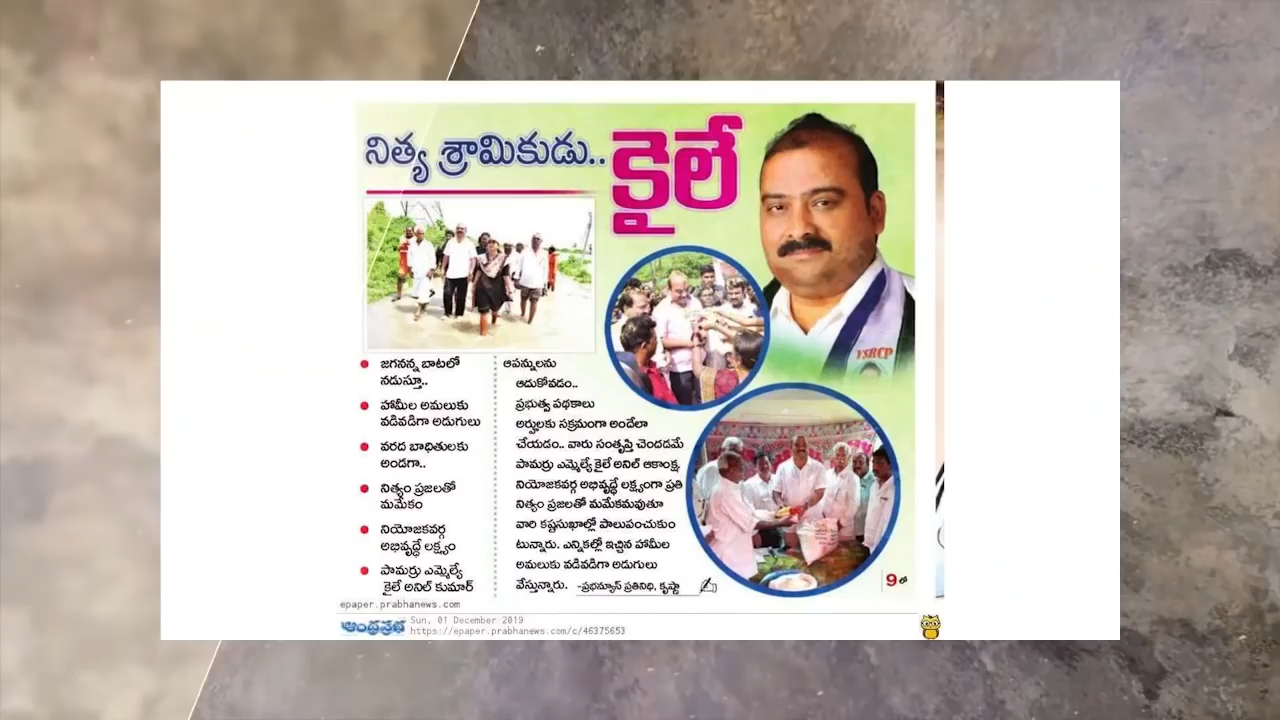 నిత్య శ్రామికుడు.. కైలే
YSRCP
జగనన్న బాటలో
నడుస్తూ..
హామీల అమలుకు
వడివడిగా అడుగులు
వరద బాధితులకు
అండగా..
నిత్యం ప్రజలతో
మమేకం
నియోజకవర్గ
అభివృద్ధే లక్ష్యం
పామర్రు ఎమ్మెల్యే
కైలే అనిల్ కుమార్
ఆపన్నులను
ఆదుకోవడం..
ప్రభుత్వ పథకాలు
అర్హులకు సక్రమంగా అందేలా
చేయడం.. వారు సంతృప్తి చెందడమే
పామర్రు ఎమ్మెల్యే కైలే అనిల్ ఆకాంక్ష.
నియోజకవర్గ అభివృద్ధే లక్ష్యంగా ప్రతి
నిత్యం ప్రజలతో మమేకమవుతూ
వారి కష్టసుఖాల్లో పాలుపంచుకుం
టున్నారు. ఎన్నికల్లో ఇచ్చిన హామీల
అమలుకు వడివడిగా అడుగులు
వేస్తున్నారు. -ప్రభన్యూస్ ప్రతినిధి, కృష్ణా
9లో
epaper.prabhanews.com
ఆంధ్రప్రభ
Sun, 01 December 2019
https://epaper.prabhanews.com/c/46375653